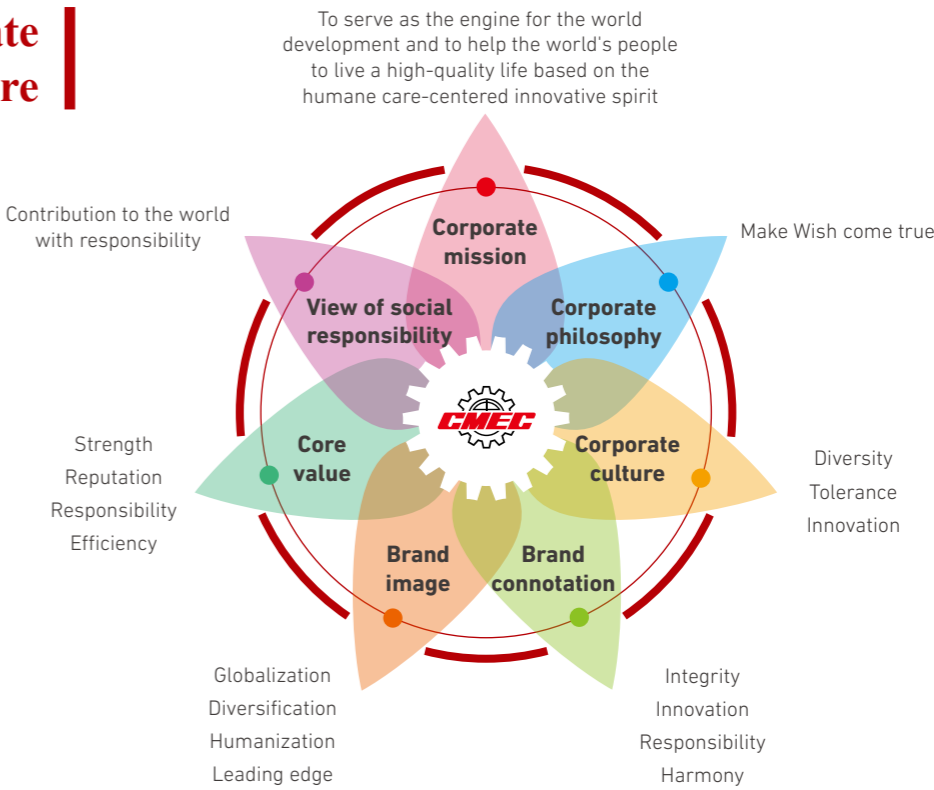 ate
re
To serve as the engine for the world
development and to help the world's people
to live a high-quality life based on the
humane care-centered innovative spirit
Contribution to the world
with responsibility
Make Wish come true
Corporate
mission
View of social
responsibility
Corporate
philosophy
CMEC
Core
value
Corporate
culture
Strength
Reputation
Responsibility
Efficiency
Diversity
Tolerance
Innovation
Brand
image
Brand
connotation
Globalization
Diversification
Humanization
Leading edge
Integrity
Innovation
Responsibility
Harmony